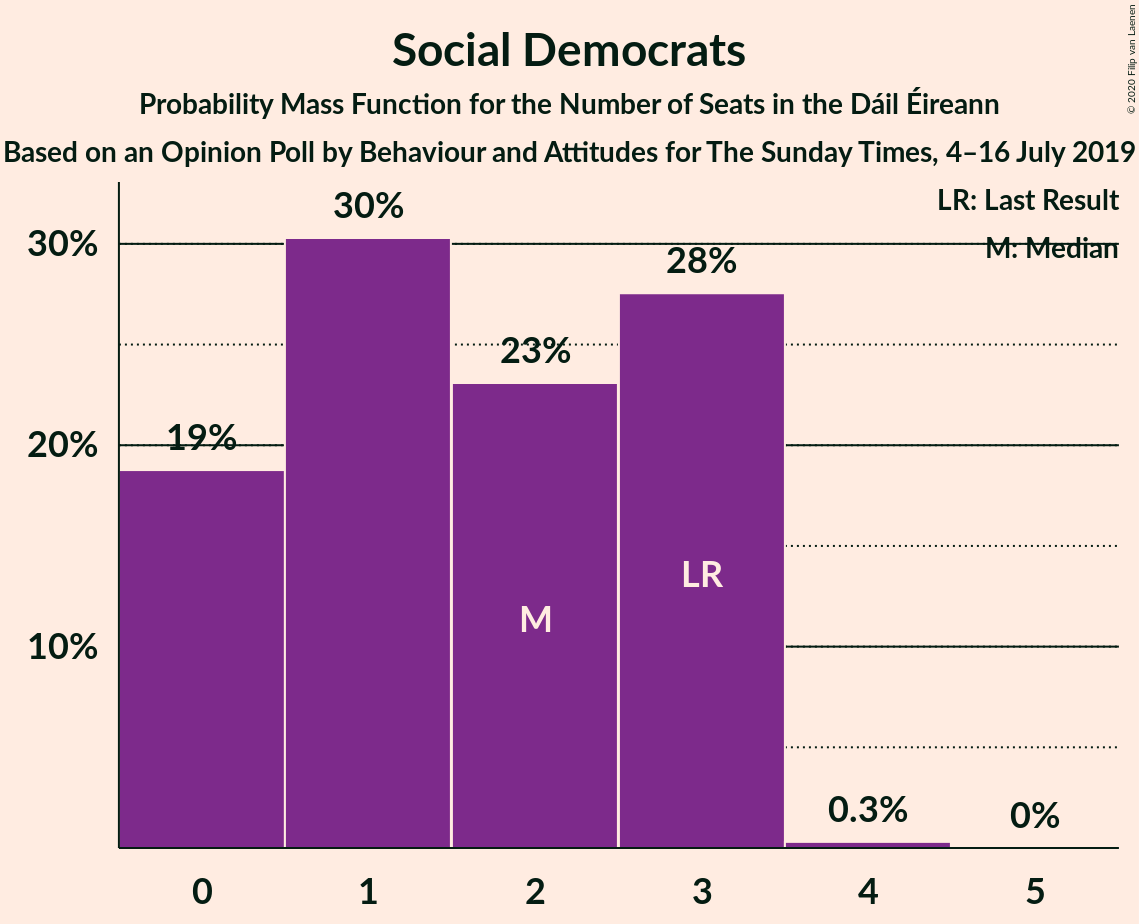 Social Democrats
Probability Mass Function for the Number of Seats in the Dáil Éireann
Based on an Opinion Poll by Behaviour and Attitudes for The Sunday Times, 4–16 July 2019
© 2020 Filip van Laenen
LR: Last Result
M: Median
30%
20%
10%
19%
30%
23%
28%
0.3%
0%
M
LR
0 1 2 3 4 5